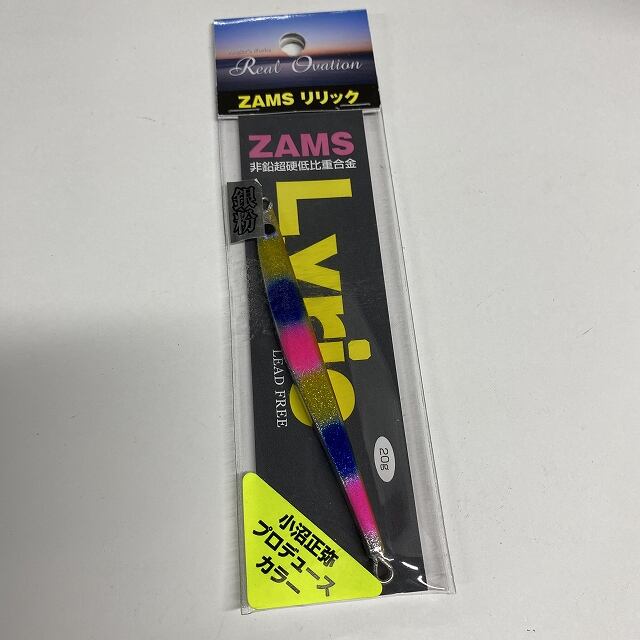 Real Ovation
ZAMS リリック
ZAMS
非鉛超硬低比重合金
Lyric
銀粉
LEAD FREE
20g
小沼正弥
プロデュース
カラー